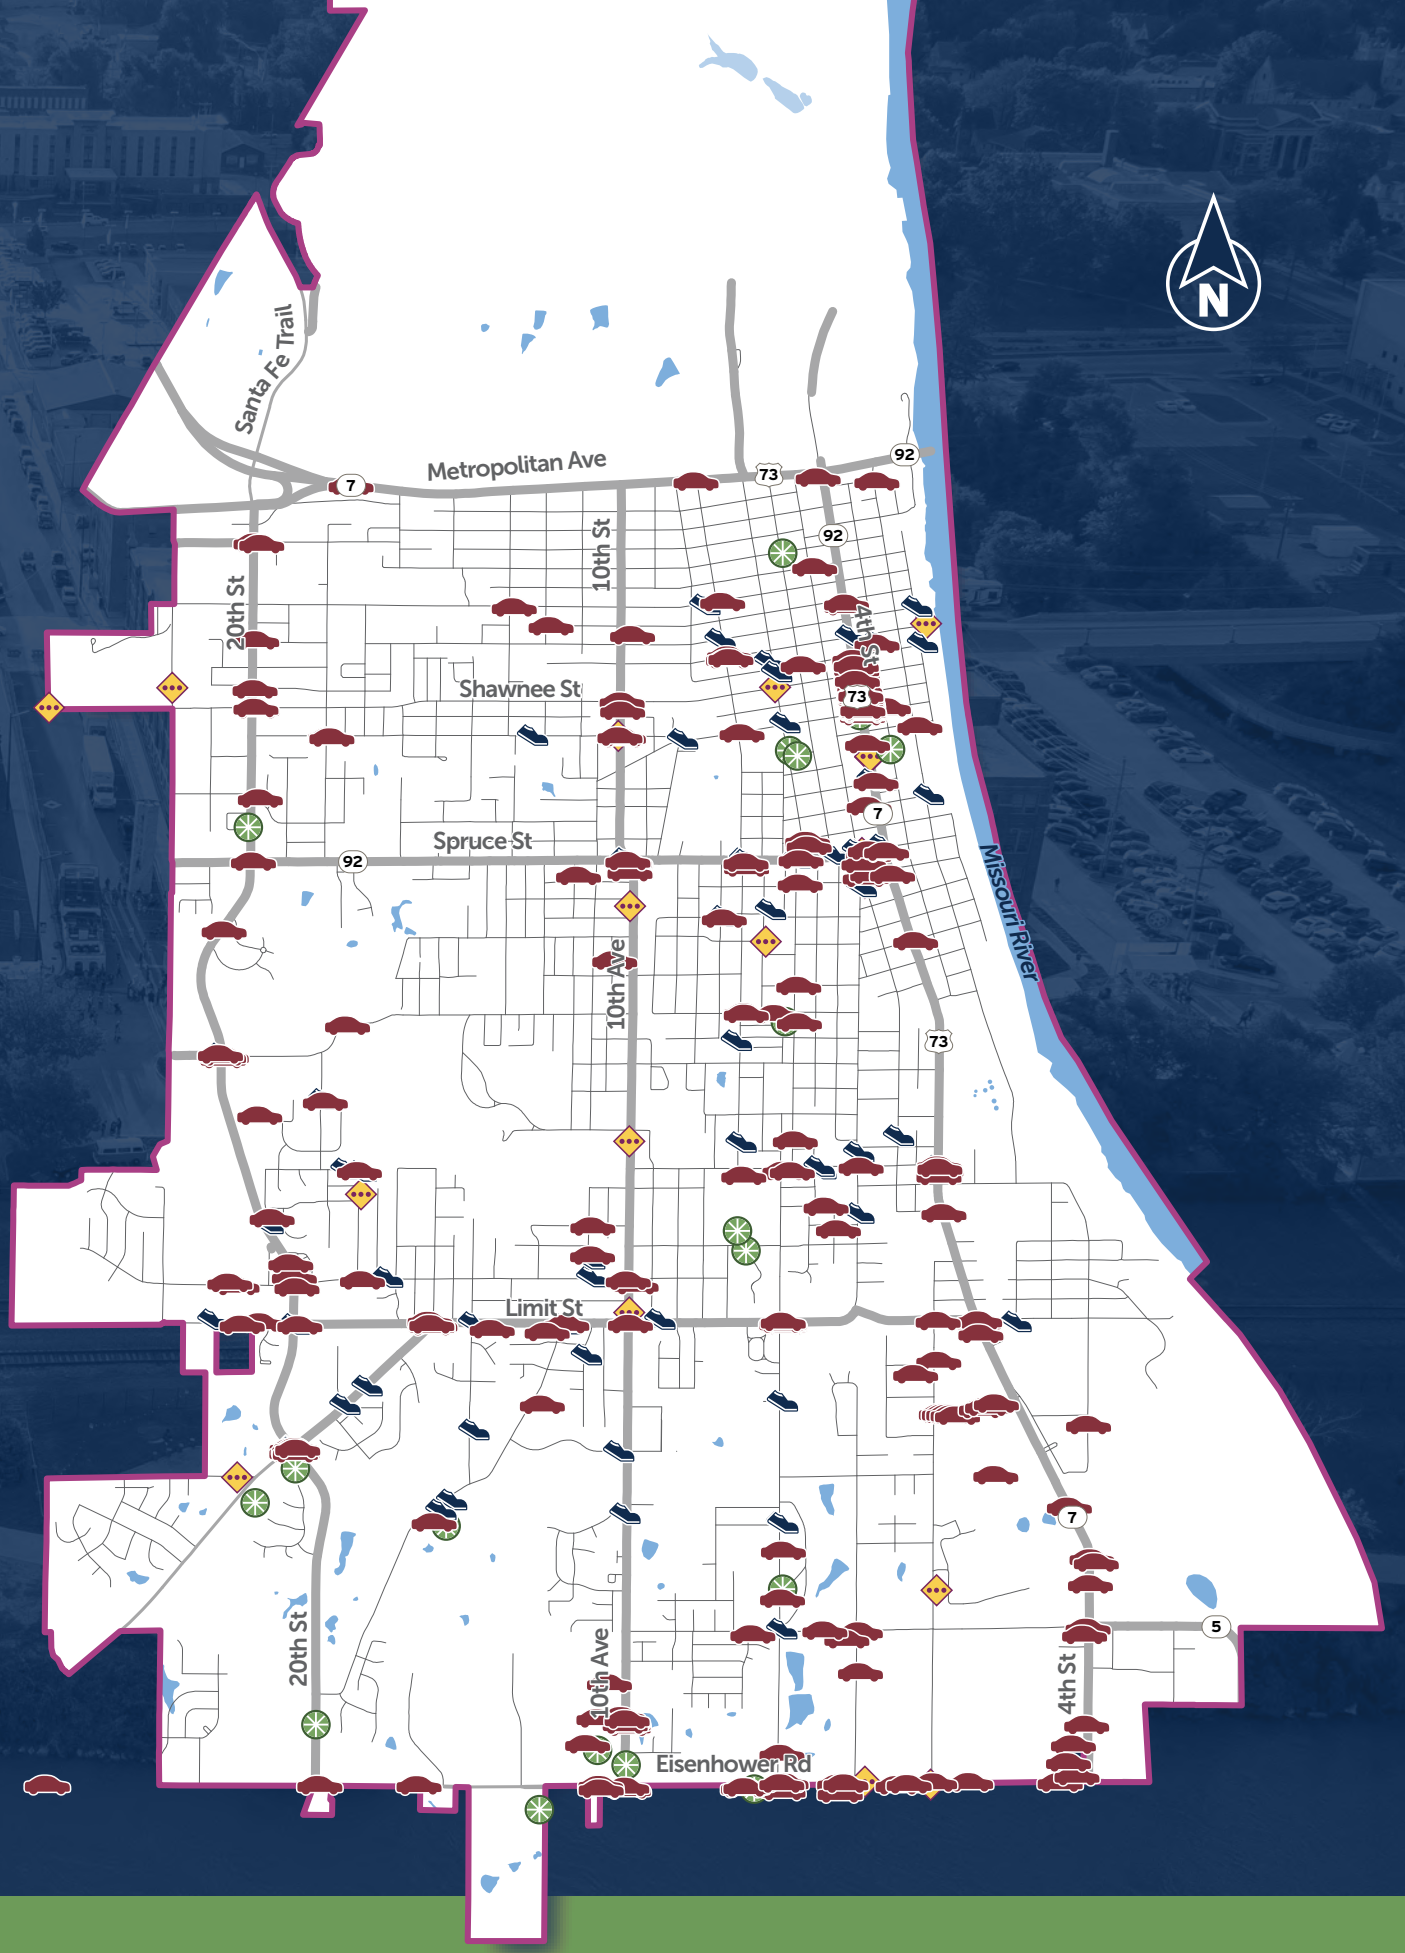 N
Santa Fe Trail
92
Metropolitan Ave
73
7
92
10th St
20th St
4th St
Shawnee St
73
7
Spruce St
92
Missouri River
10th Ave
73
Limit St
7
20th St
10th Ave
5
4th St
Eisenhower Rd